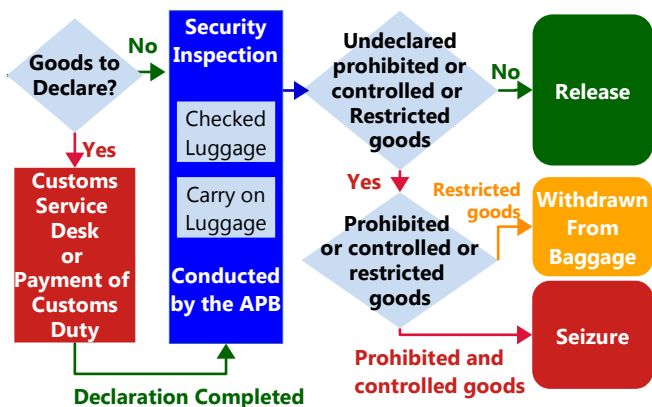 Goods to
Declare?
No
Yes
Customs
Service
Desk
or
Payment of
Customs
Duty
Declaration Completed
Security
Inspection
Checked
Luggage
Carry on
Luggage
Conducted
by the APB
Undeclared
prohibited or
controlled or
Restricted
goods
No
Release
Yes
Prohibited
or controlled or
restricted
goods
Restricted
goods
Withdrawn
From
Baggage
Prohibited and
controlled goods
Seizure